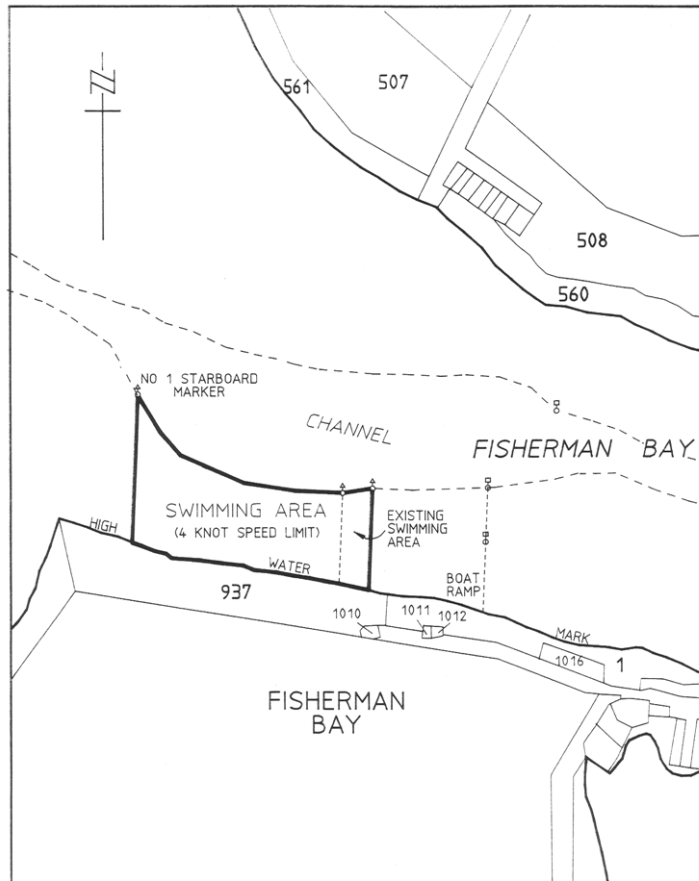 561
507
N
508
560
NO 1 STARBOARD
MARKER
CHANNEL
FISHERMAN BAY
SWIMMING AREA
(4 KNOT SPEED LIMIT)
EXISTING
SWIMMING
AREA
HIGH
WATER
BOAT
RAMP
MARK
937
1010
1011
1012
1016
1
FISHERMAN
BAY